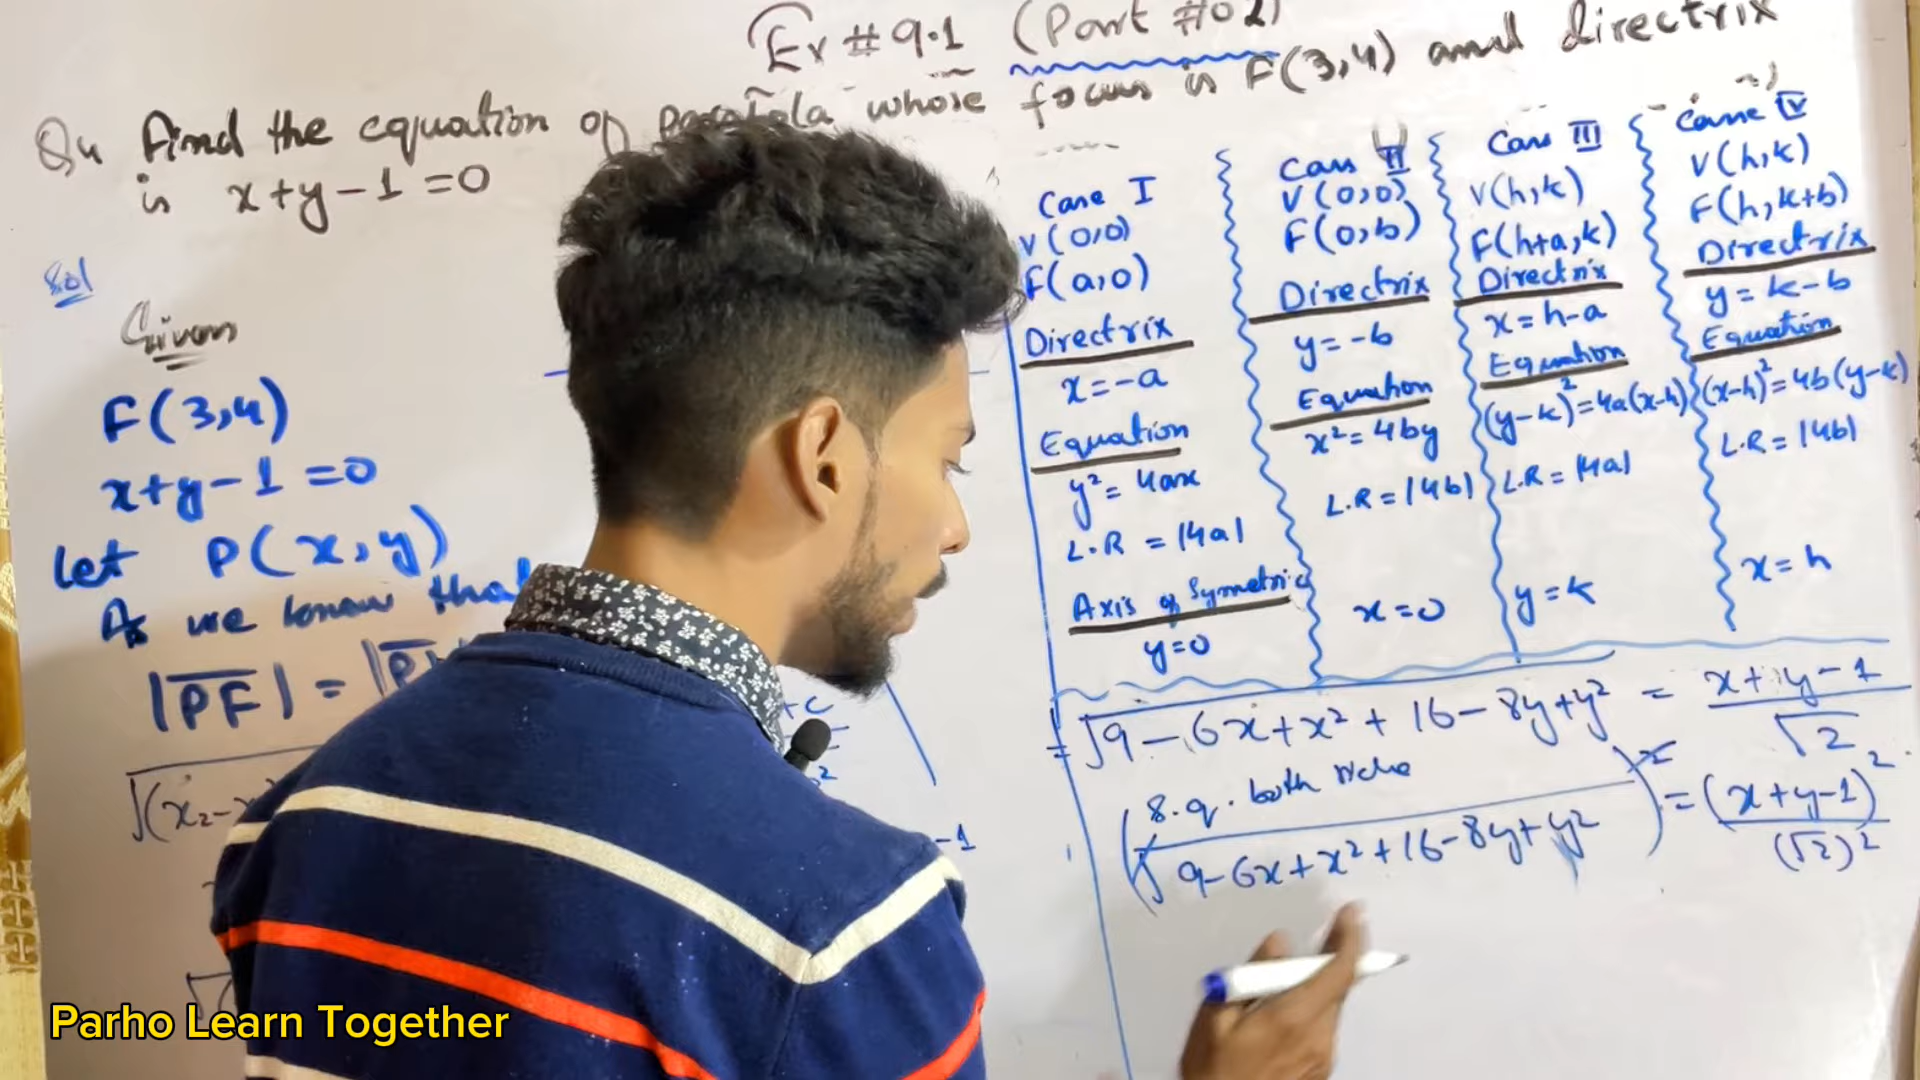 Ex # 9.1 (Part #02)
Q4 Find the equation of parabola whose focus is F(3,4) and directrix
is x+y-1=0
Sol
Given
F(3,4)
x+y-1=0
let P(x,y)
As we know that
|PF| = |P
√(x₂-x
+c
-1
Case I
V(0,0)
F(a,0)
Directrix
x=-a
Equation
y²=4ax
L.R = |4a|
Axis of Symmetric
y=0
Case II
V(0,0)
F(0,b)
Directrix
y=-b
Equation
x²=4by
L.R = |4b|
x=0
Case III
V(h,k)
F(h+a,k)
Directrix
x=h-a
Equation
(y-k)²=4a(x-h)
L.R = |4a|
y=k
Case IV
V(h,k)
F(h,k+b)
Directrix
y=k-b
Equation
(x-h)²=4b(y-k)
L.R = |4b|
x=h
= √9-6x+x²+16-8y+y² = x+y-1/√2
S.q. both side
(√9-6x+x²+16-8y+y²)² = (x+y-1)²/(√2)²
Parho Learn Together